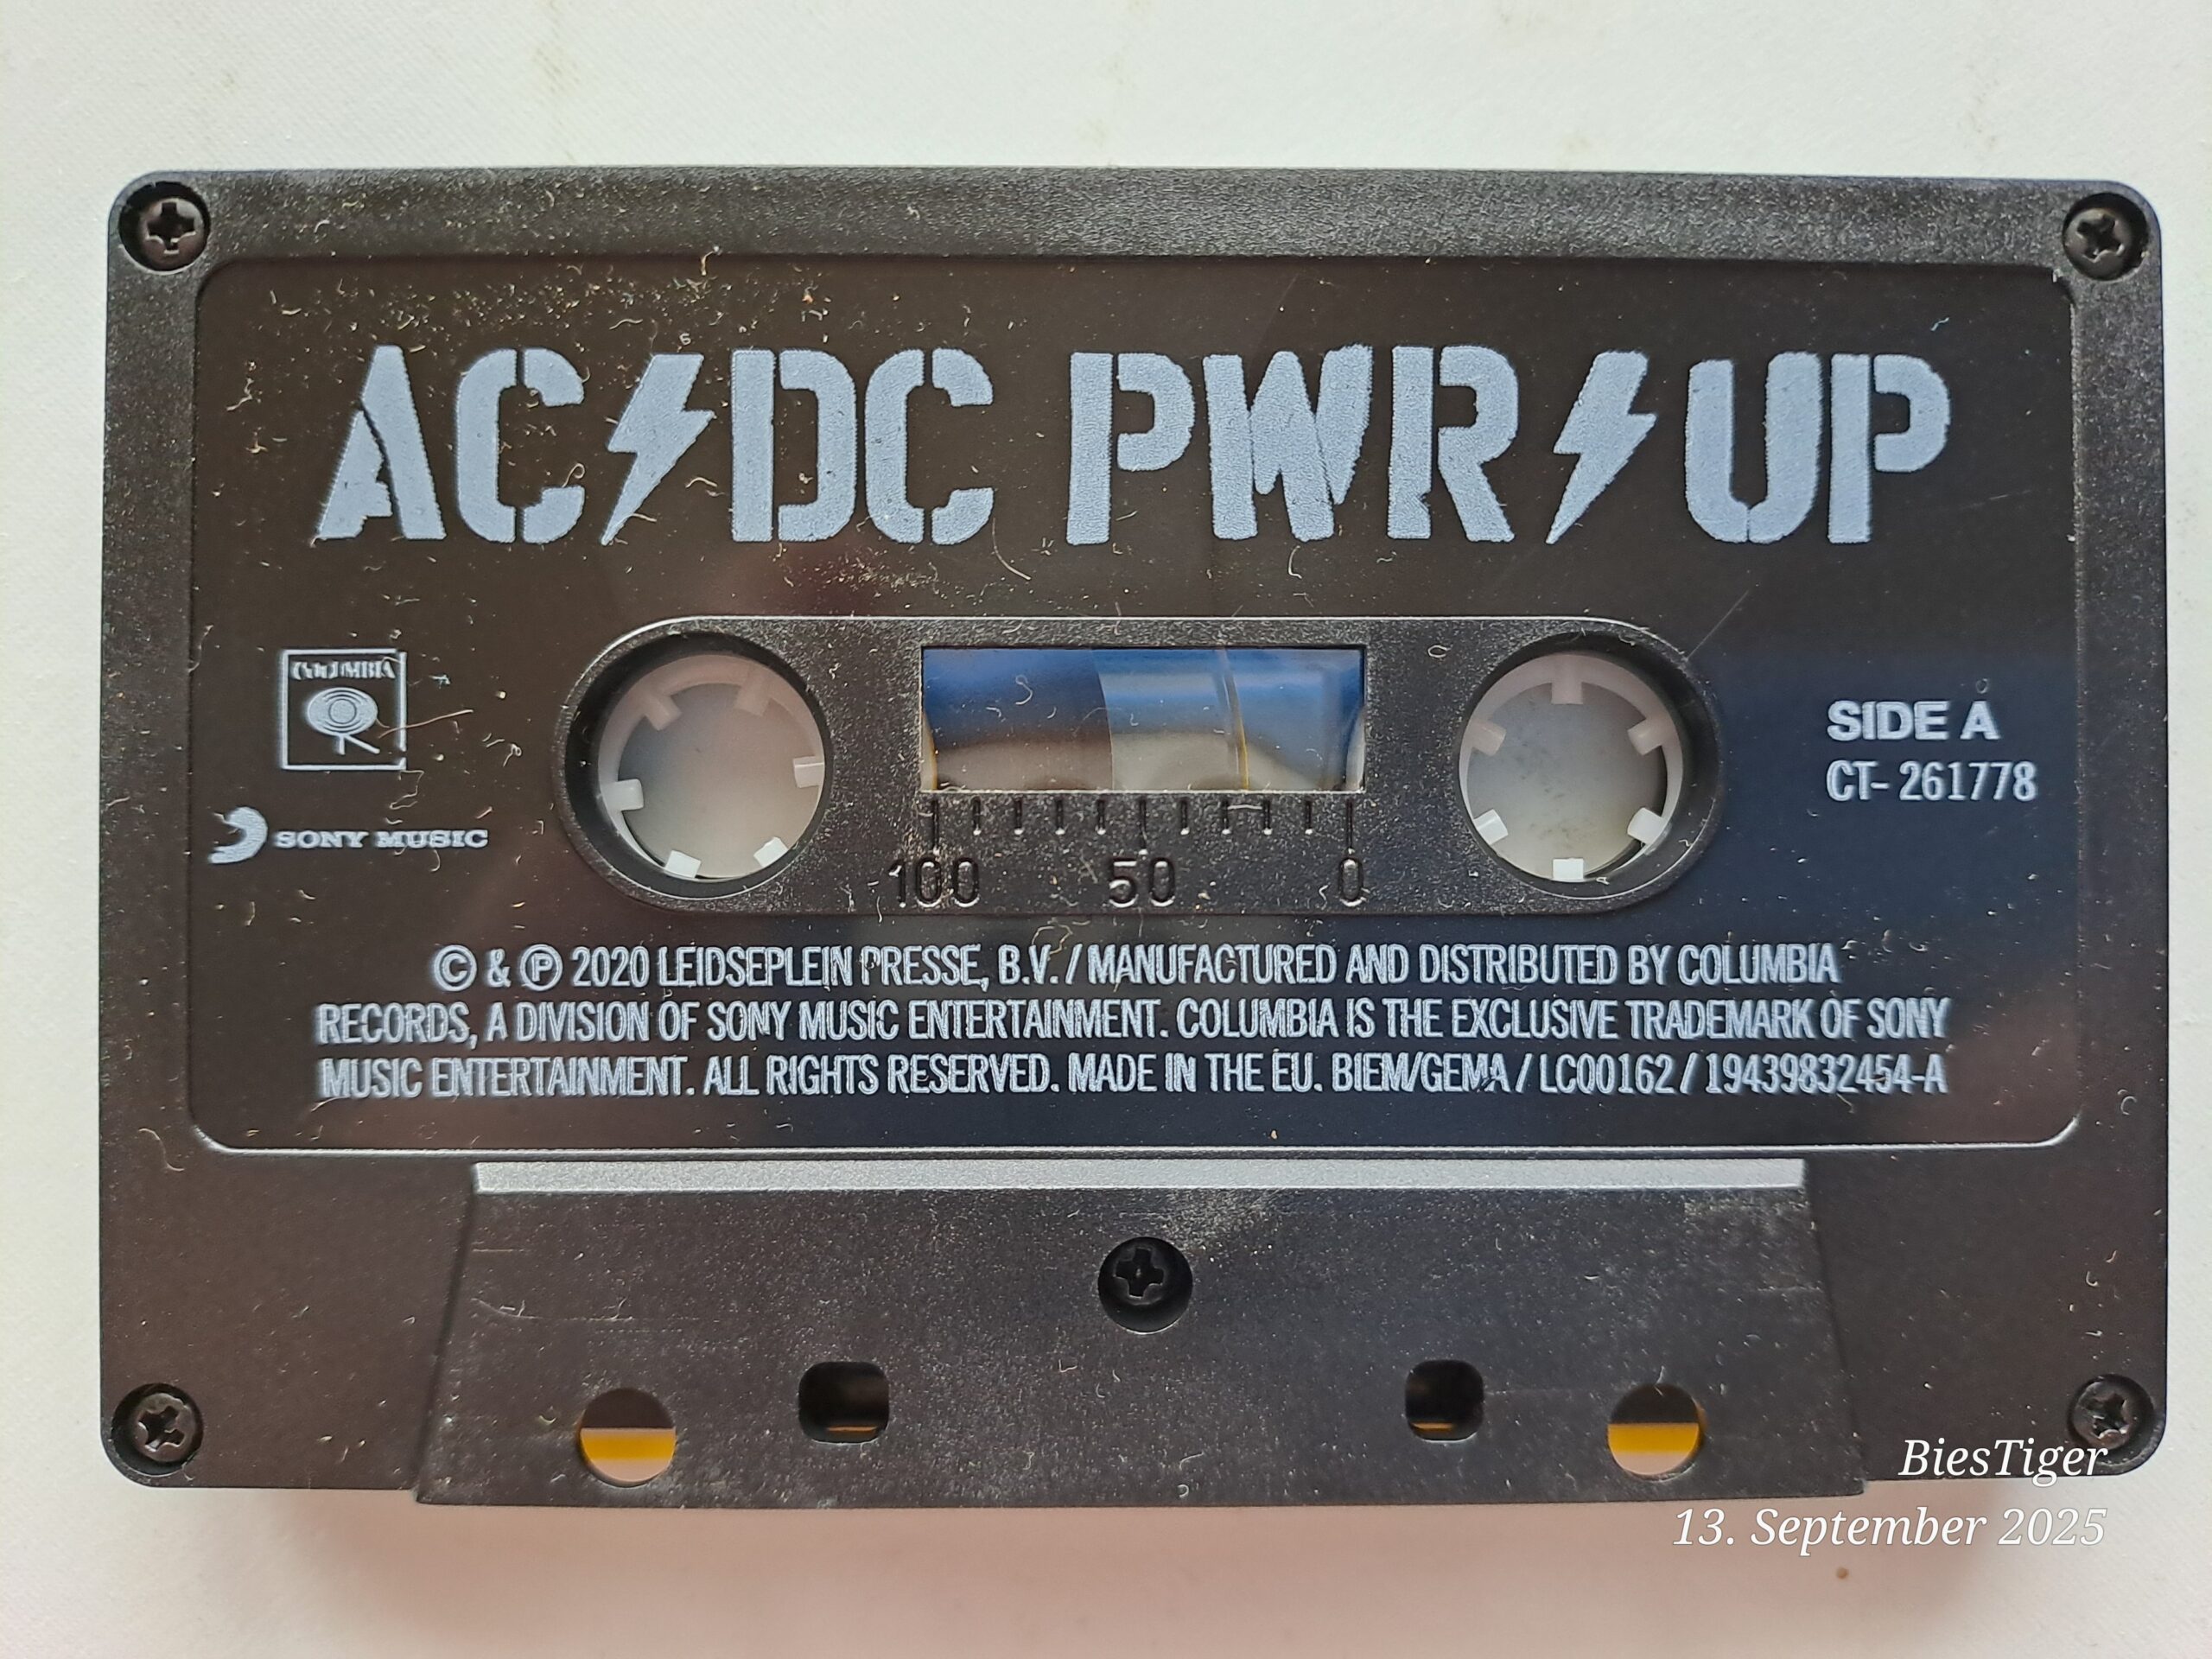 AC⚡DC PWR⚡UP
COLUMBIA
SONY MUSIC
SIDE A
CT- 261778
100 50 0
© & ℗ 2020 LEIDSEPLEIN PRESSE, B.V. / MANUFACTURED AND DISTRIBUTED BY COLUMBIA
RECORDS, A DIVISION OF SONY MUSIC ENTERTAINMENT. COLUMBIA IS THE EXCLUSIVE TRADEMARK OF SONY
MUSIC ENTERTAINMENT. ALL RIGHTS RESERVED. MADE IN THE EU. BIEM/GEMA / LC00162 / 19439832454-A
BiesTiger
13. September 2025